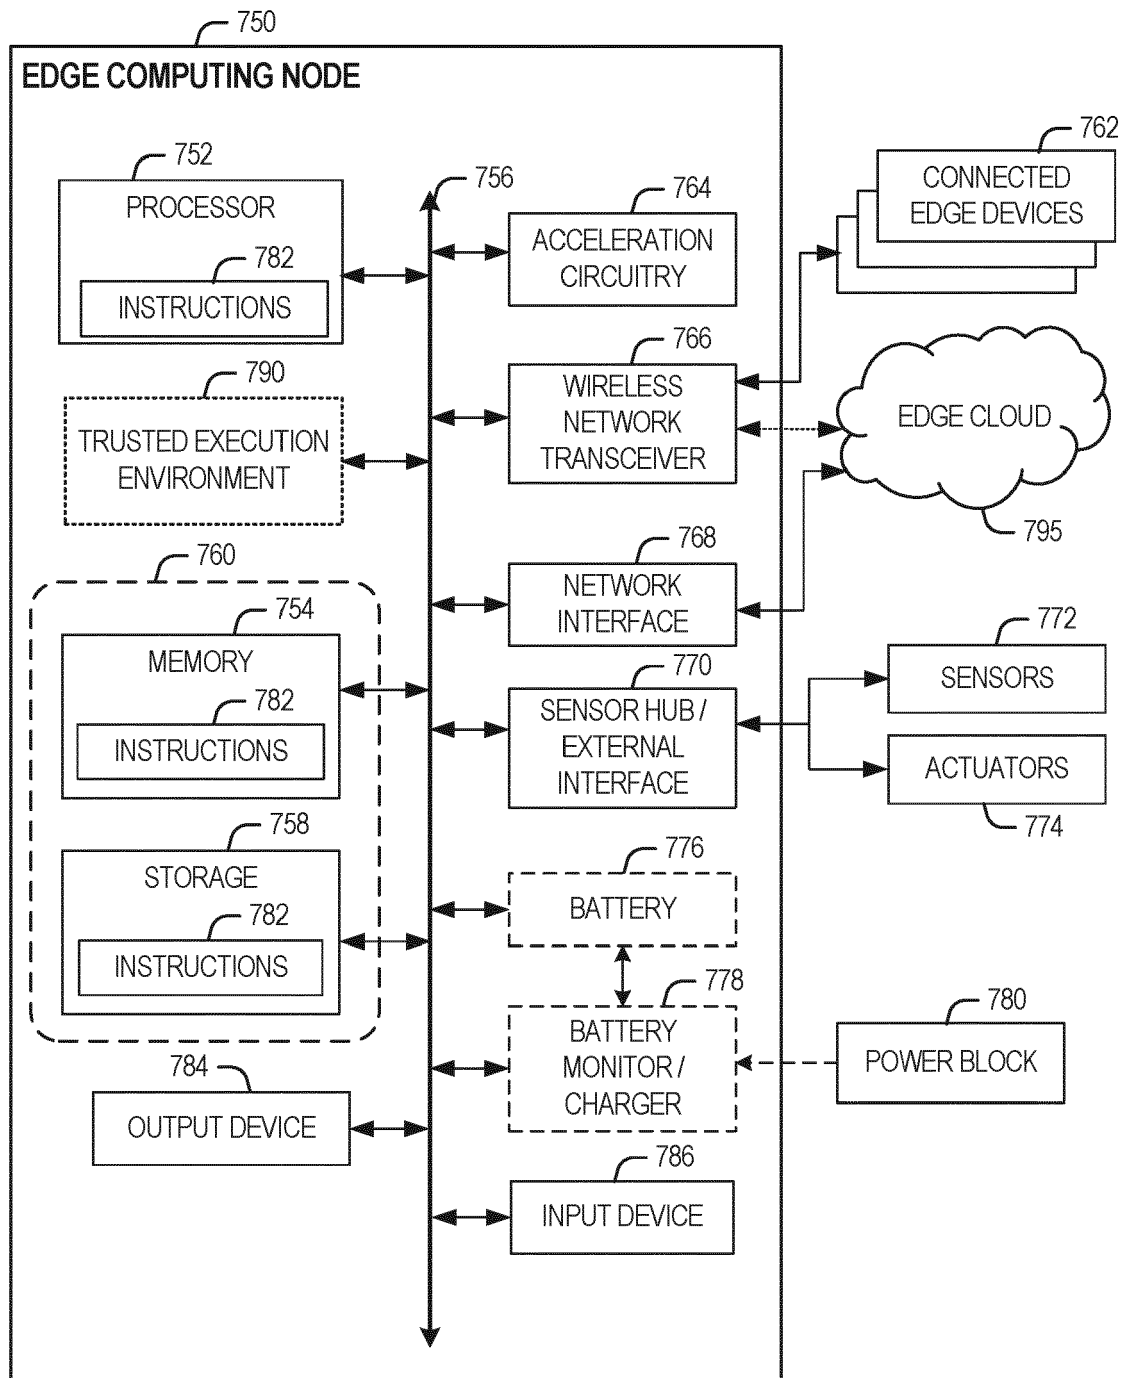 750
EDGE COMPUTING NODE
752
PROCESSOR
782
INSTRUCTIONS
790
TRUSTED EXECUTION
ENVIRONMENT
760
754
MEMORY
782
INSTRUCTIONS
758
STORAGE
782
INSTRUCTIONS
784
OUTPUT DEVICE
756
764
ACCELERATION
CIRCUITRY
766
WIRELESS
NETWORK
TRANSCEIVER
768
NETWORK
INTERFACE
770
SENSOR HUB /
EXTERNAL
INTERFACE
776
BATTERY
778
BATTERY
MONITOR /
CHARGER
786
INPUT DEVICE
762
CONNECTED
EDGE DEVICES
EDGE CLOUD
795
772
SENSORS
ACTUATORS
774
780
POWER BLOCK